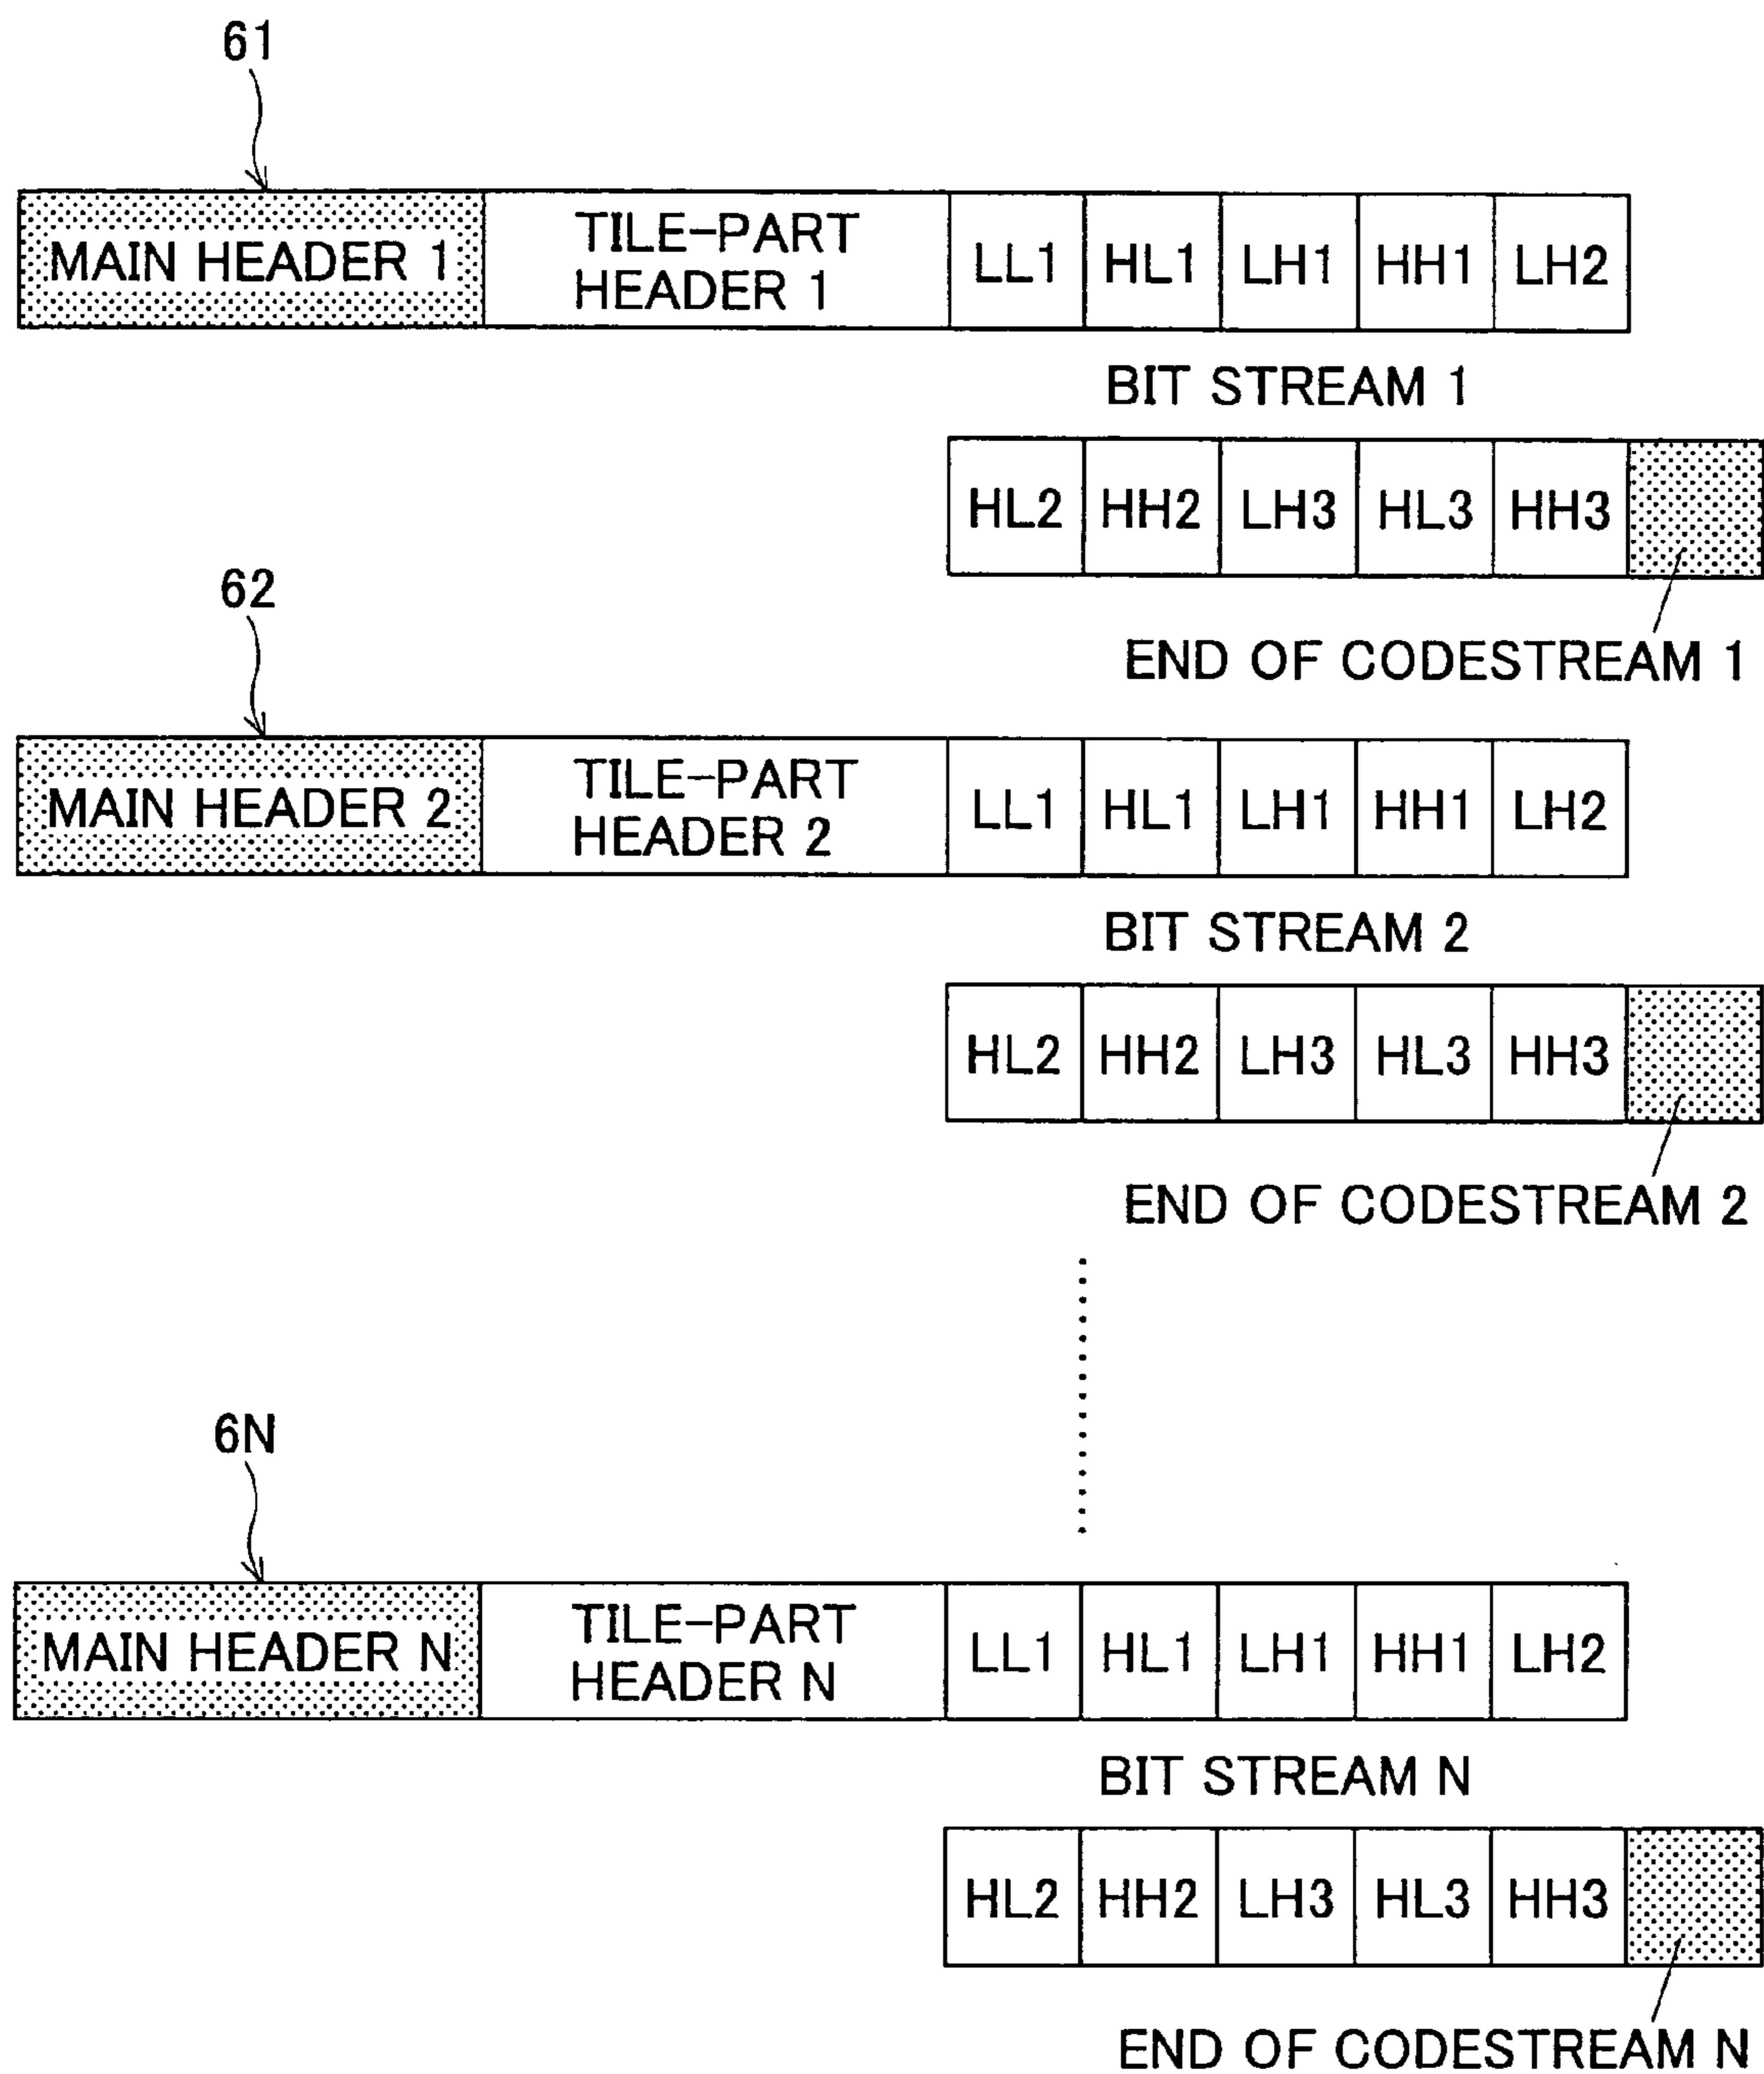 61
MAIN HEADER 1
TILE-PART
HEADER 1
LL1 HL1 LH1 HH1 LH2
BIT STREAM 1
HL2 HH2 LH3 HL3 HH3
END OF CODESTREAM 1
62
MAIN HEADER 2
TILE-PART
HEADER 2
LL1 HL1 LH1 HH1 LH2
BIT STREAM 2
HL2 HH2 LH3 HL3 HH3
END OF CODESTREAM 2
6N
MAIN HEADER N
TILE-PART
HEADER N
LL1 HL1 LH1 HH1 LH2
BIT STREAM N
HL2 HH2 LH3 HL3 HH3
END OF CODESTREAM N